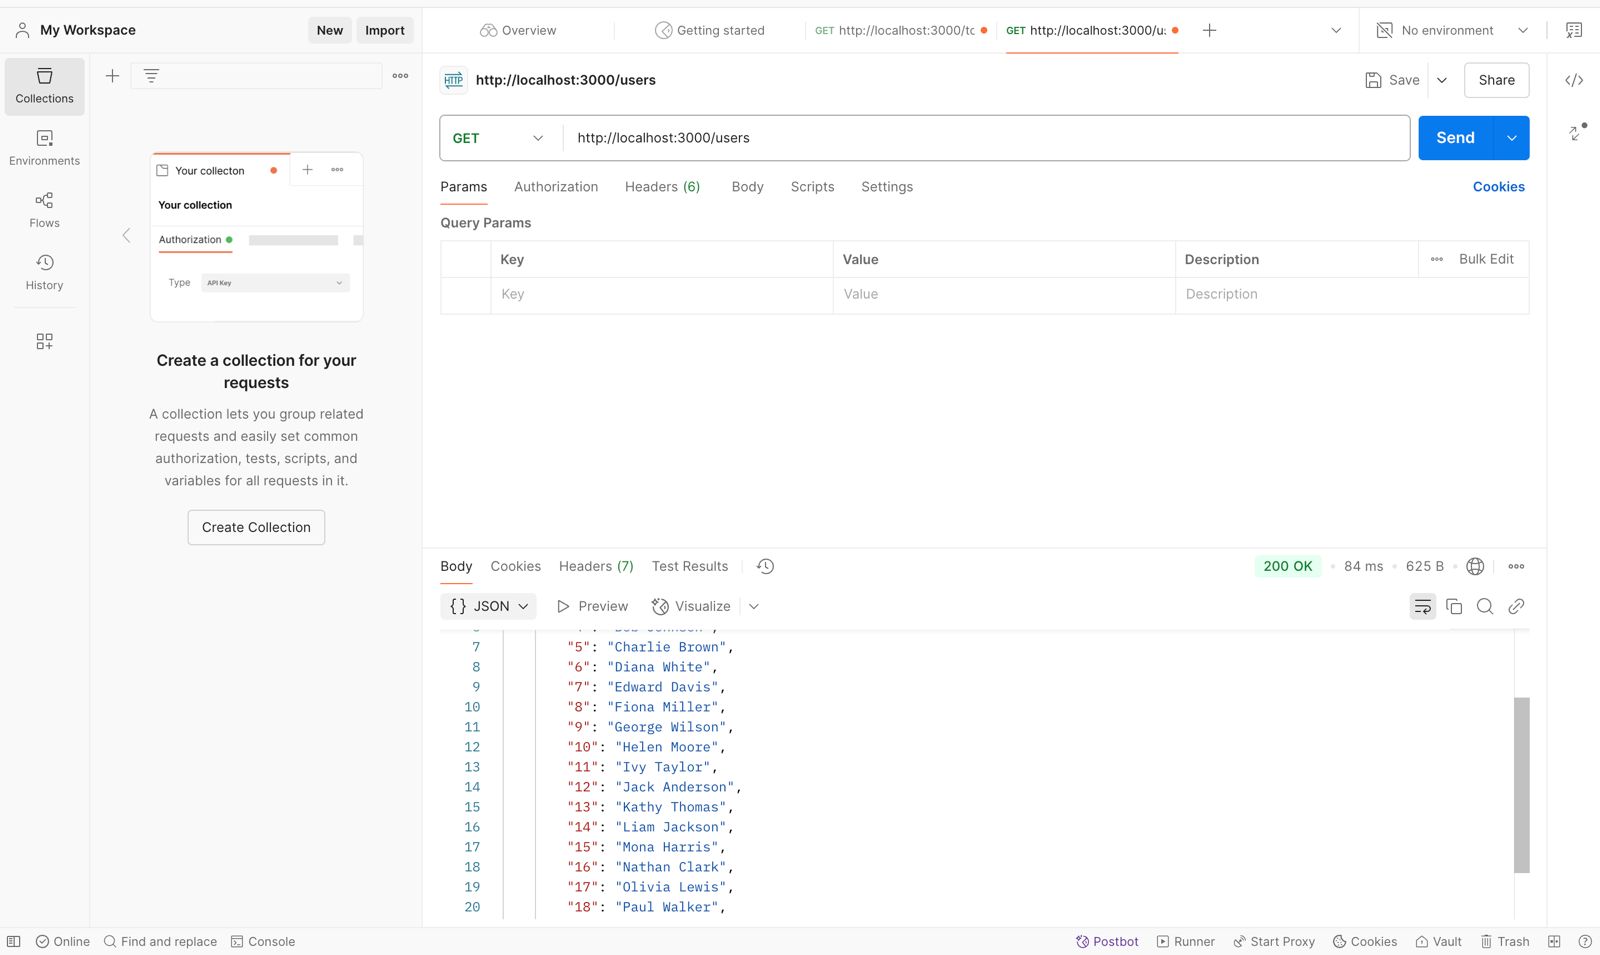 My Workspace
New
Import
Overview
Getting started
GET http://localhost:3000/tc
GET http://localhost:3000/u:
No environment
Collections
Environments
Flows
History
Your collecton
Your collection
Authorization
Type
API Key
Create a collection for your
requests
A collection lets you group related
requests and easily set common
authorization, tests, scripts, and
variables for all requests in it.
Create Collection
HTTP http://localhost:3000/users
Save
Share
GET http://localhost:3000/users
Send
Params Authorization Headers (6) Body Scripts Settings
Cookies
Query Params
Key Value Description Bulk Edit
Key Value Description
Body Cookies Headers (7) Test Results
200 OK 84 ms 625 B
{} JSON Preview Visualize
7 "5": "Charlie Brown",
8 "6": "Diana White",
9 "7": "Edward Davis",
10 "8": "Fiona Miller",
11 "9": "George Wilson",
12 "10": "Helen Moore",
13 "11": "Ivy Taylor",
14 "12": "Jack Anderson",
15 "13": "Kathy Thomas",
16 "14": "Liam Jackson",
17 "15": "Mona Harris",
18 "16": "Nathan Clark",
19 "17": "Olivia Lewis",
20 "18": "Paul Walker",
Online Find and replace Console
Postbot Runner Start Proxy Cookies Vault Trash